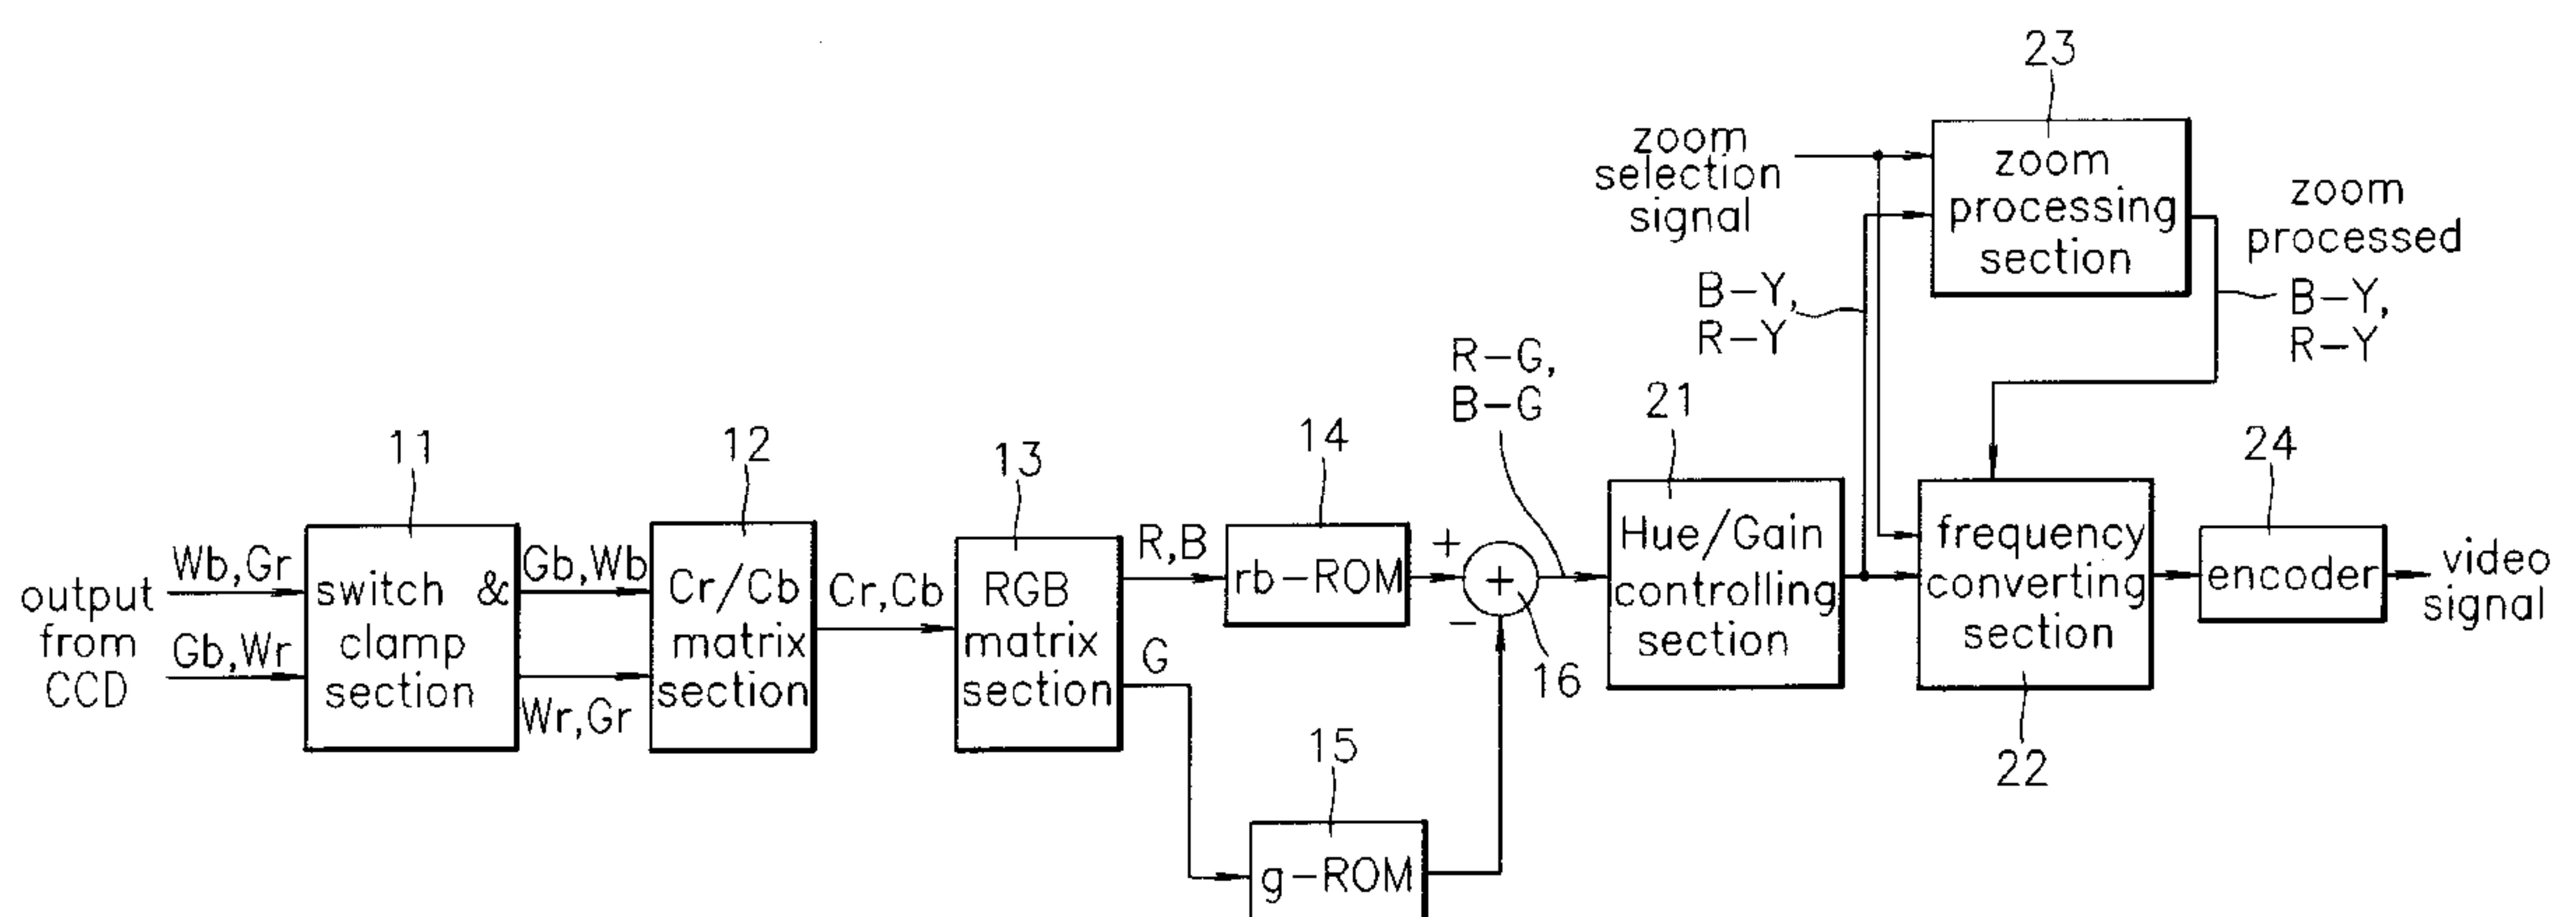 23
zoom
selection
signal
zoom
processing
section
zoom
processed
B-Y,
R-Y
B-Y,
R-Y
R-G,
B-G
11
12
13
14
21
24
output
from
CCD
Wb,Gr
Gb,Wr
switch &
clamp
section
Gb,Wb
Wr,Gr
Cr/Cb
matrix
section
Cr,Cb
RGB
matrix
section
R,B
G
rb-ROM
+
+
-
16
Hue/Gain
controlling
section
frequency
converting
section
22
encoder
video
signal
15
g-ROM